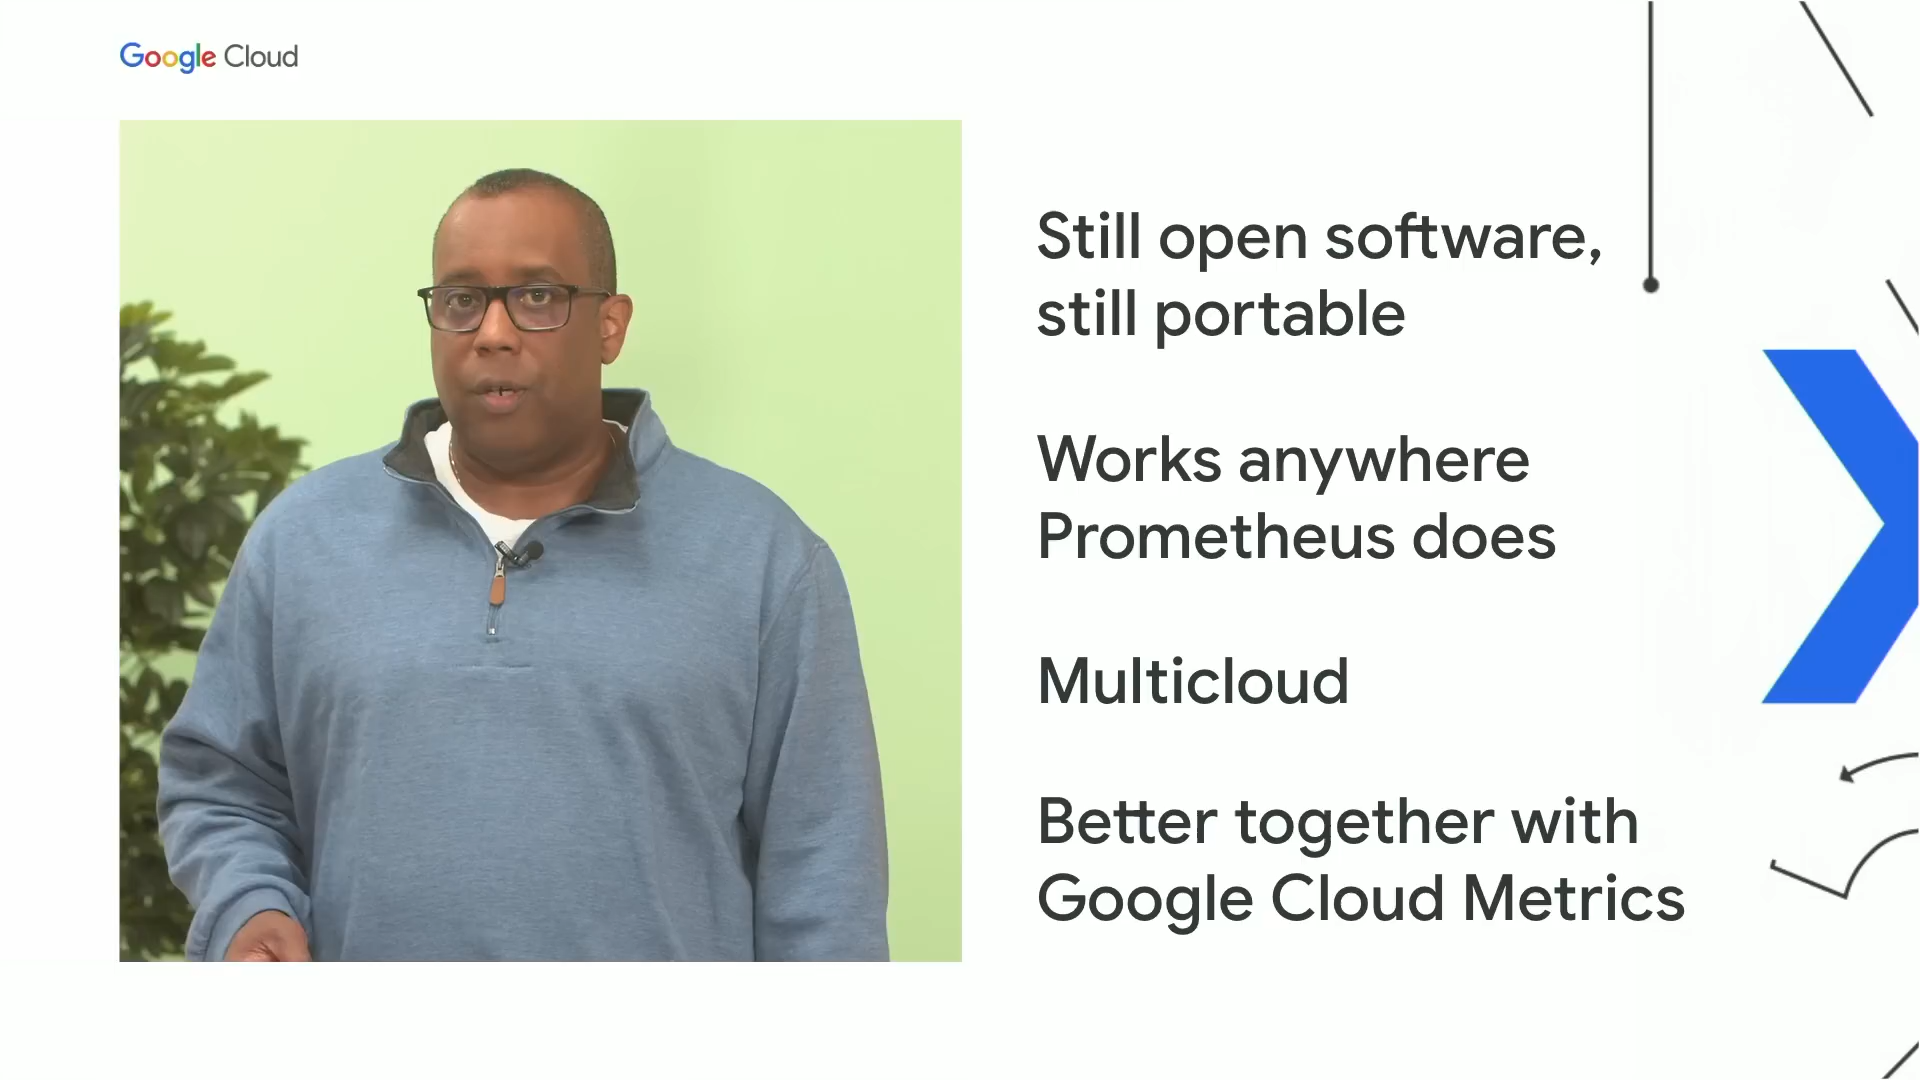 Google Cloud
Still open software,
still portable
Works anywhere
Prometheus does
Multicloud
Better together with
Google Cloud Metrics